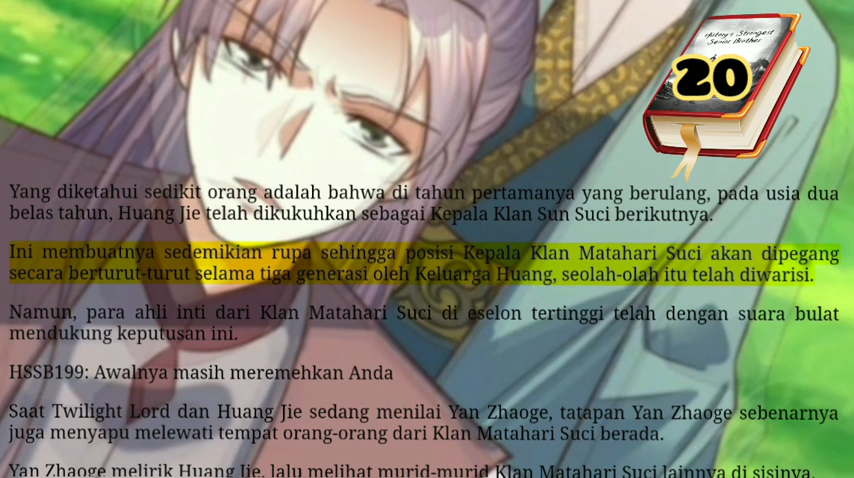 History's Strongest
Senior Brother
20
Yang diketahui sedikit orang adalah bahwa di tahun pertamanya yang berulang, pada usia dua
belas tahun, Huang Jie telah dikukuhkan sebagai Kepala Klan Sun Suci berikutnya.
Ini membuatnya sedemikian rupa sehingga posisi Kepala Klan Matahari Suci akan dipegang
secara berturut-turut selama tiga generasi oleh Keluarga Huang, seolah-olah itu telah diwarisi.
Namun, para ahli inti dari Klan Matahari Suci di eselon tertinggi telah dengan suara bulat
mendukung keputusan ini.
HSSB199: Awalnya masih meremehkan Anda
Saat Twilight Lord dan Huang Jie sedang menilai Yan Zhaoge, tatapan Yan Zhaoge sebenarnya
juga menyapu melewati tempat orang-orang dari Klan Matahari Suci berada.
Yan Zhaoge melirik Huang Jie, lalu melihat murid-murid Klan Matahari Suci lainnya di sisinya.